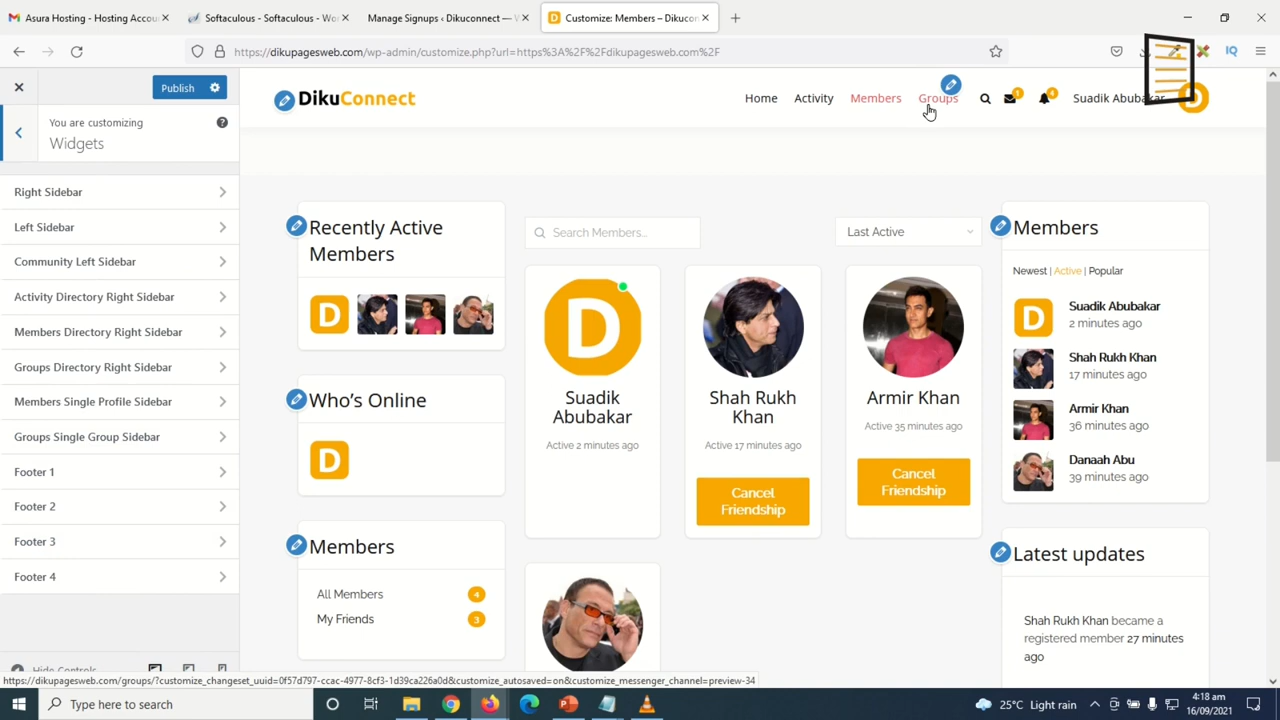 Asura Hosting - Hosting Accou
Softaculous - Softaculous - Wo
Manage Signups ‹ Dikuconnect — W
Customize: Members – Dikucon
https://dikupagesweb.com/wp-admin/customize.php?url=https%3A%2F%2Fdikupagesweb.com%2F
IQ
Publish
DikuConnect
Home
Activity
Members
Groups
1
4
Suadik Abubakar
You are customizing
Widgets
Right Sidebar
Left Sidebar
Community Left Sidebar
Activity Directory Right Sidebar
Members Directory Right Sidebar
Groups Directory Right Sidebar
Members Single Profile Sidebar
Groups Single Group Sidebar
Footer 1
Footer 2
Footer 3
Footer 4
Hide Controls
Recently Active
Members
D
Who's Online
D
Members
All Members 4
My Friends 3
Search Members...
Last Active
D
Suadik
Abubakar
Active 2 minutes ago
Shah Rukh
Khan
Active 17 minutes ago
Cancel
Friendship
Armir Khan
Active 35 minutes ago
Cancel
Friendship
Members
Newest | Active | Popular
D
Suadik Abubakar
2 minutes ago
Shah Rukh Khan
17 minutes ago
Armir Khan
36 minutes ago
Danaah Abu
39 minutes ago
Latest updates
Shah Rukh Khan became a
registered member 27 minutes
ago
https://dikupagesweb.com/groups/?customize_changeset_uuid=0f57d797-ccac-4977-8cf3-1d39ca226a0d&customize_autosaved=on&customize_messenger_channel=preview-34
Type here to search
25°C Light rain
4:18 am
16/09/2021